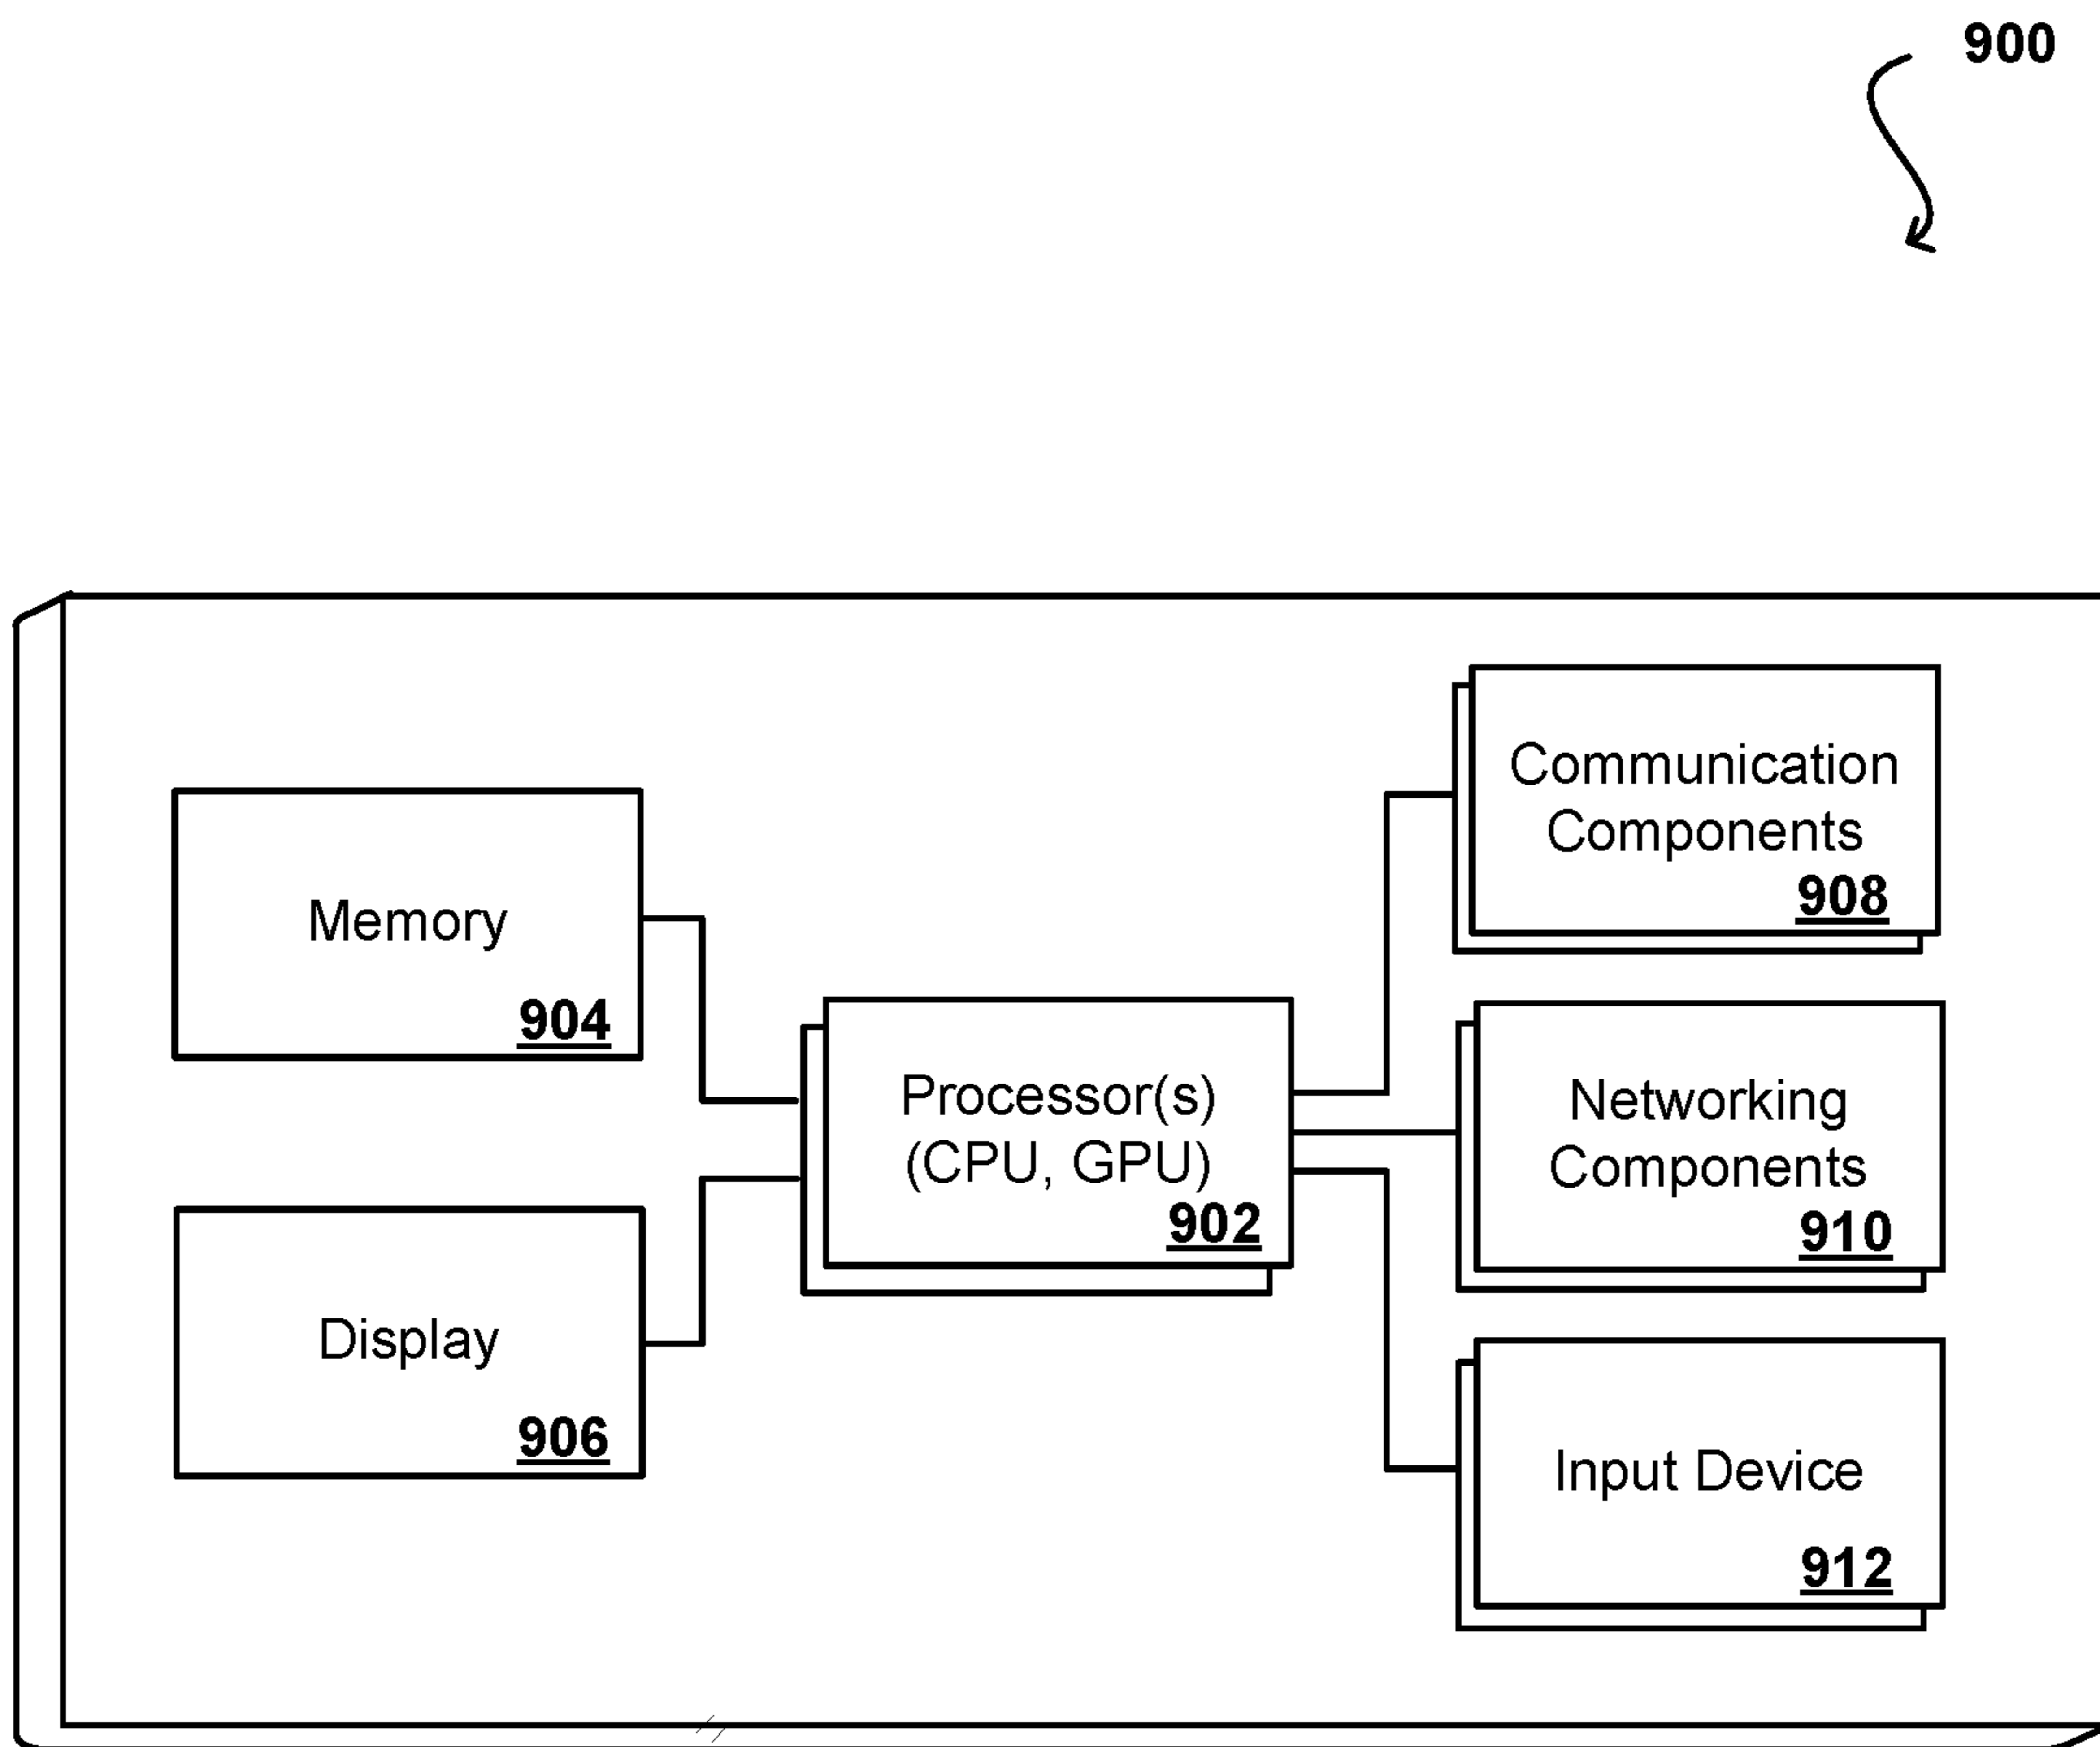 900
Communication
Components
908
Memory
904
Processor(s)
(CPU, GPU)
902
Networking
Components
910
Display
906
Input Device
912